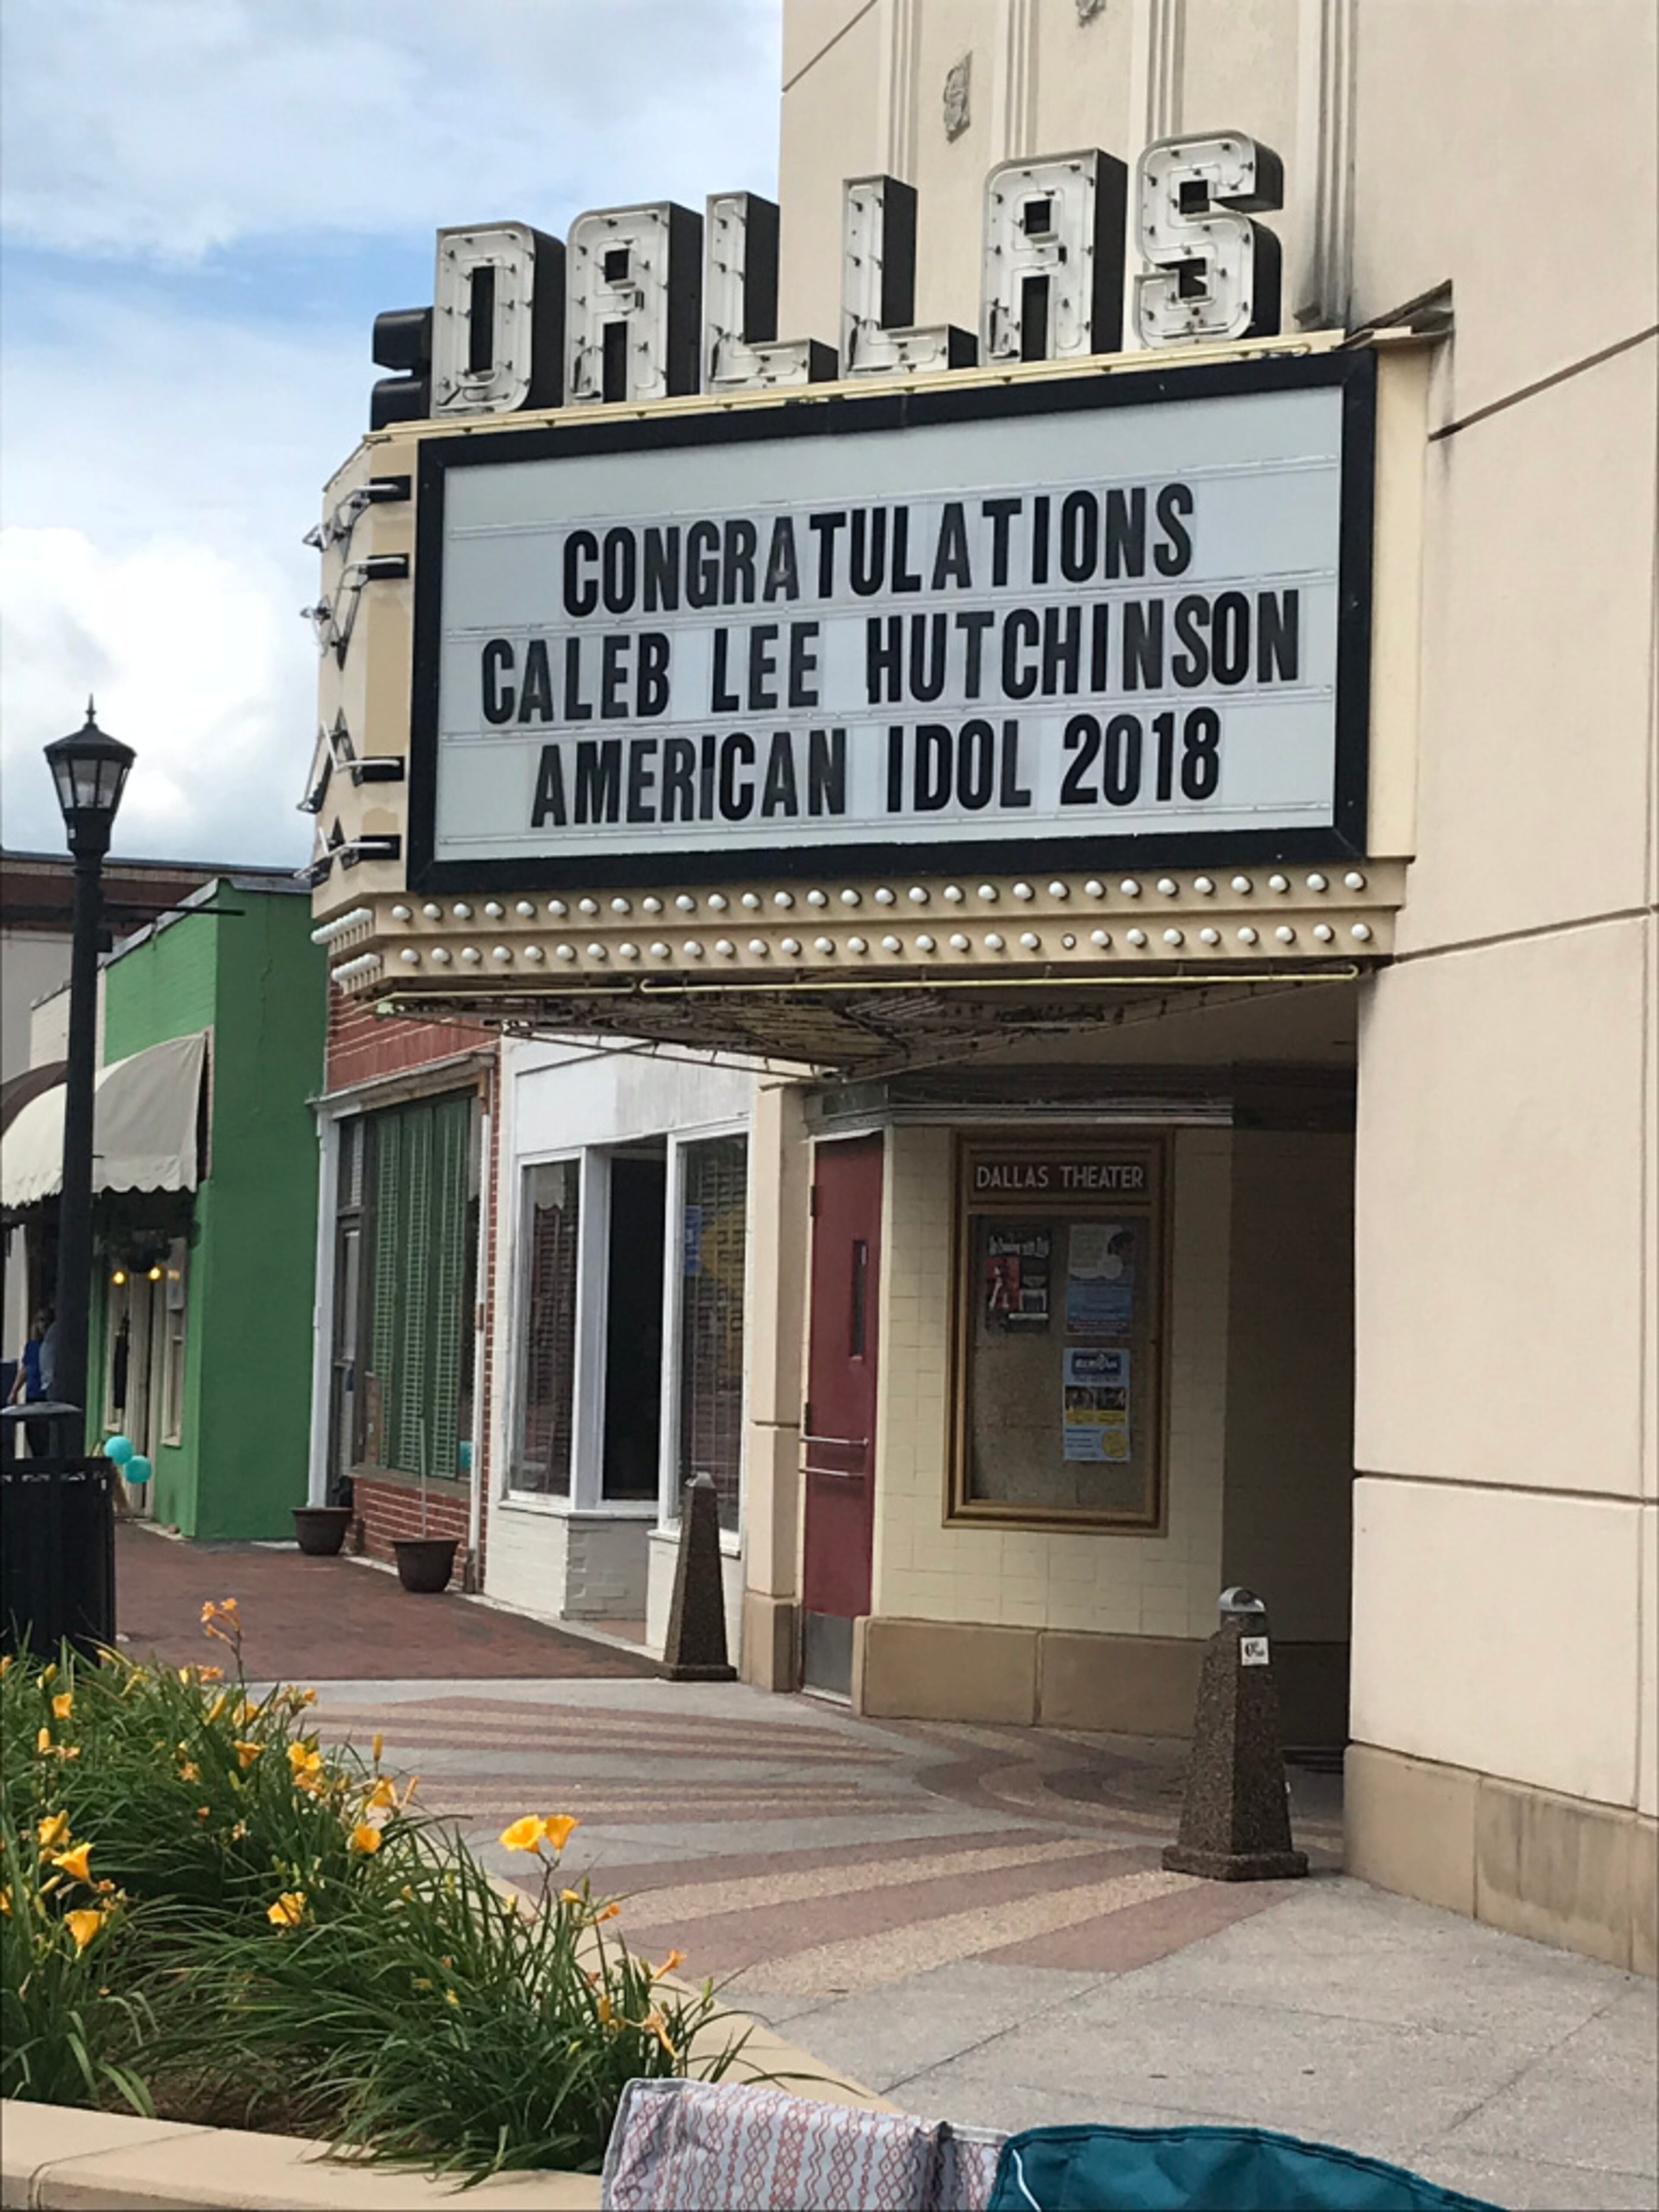 DALLAS
CONGRATULATIONS
CALEB LEE HUTCHINSON
AMERICAN IDOL 2018
DALLAS THEATER